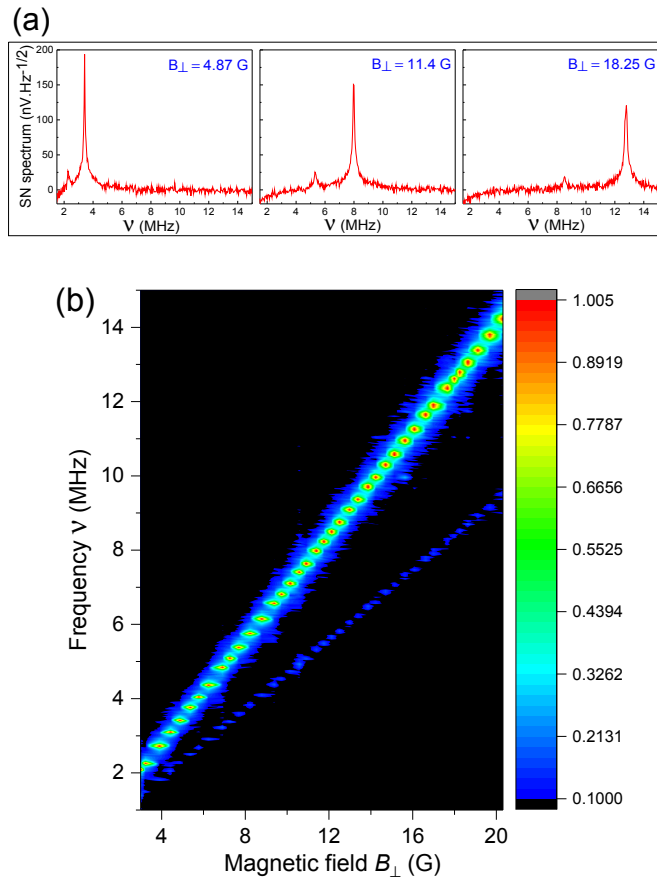 (a)
B⊥ = 4.87 G
B⊥ = 11.4 G
B⊥ = 18.25 G
SN spectrum (nV.Hz⁻¹/²)
200
150
100
50
0
2 4 6 8 10 12 14
2 4 6 8 10 12 14
2 4 6 8 10 12 14
ν (MHz)
ν (MHz)
ν (MHz)
(b)
Frequency ν (MHz)
14
12
10
8
6
4
2
4 8 12 16 20
Magnetic field B⊥ (G)
1.005
0.8919
0.7787
0.6656
0.5525
0.4394
0.3262
0.2131
0.1000